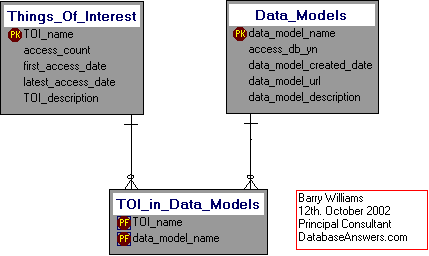 Things_Of_Interest
PK TOI_name
access_count
first_access_date
latest_access_date
TOI_description
Data_Models
PK data_model_name
access_db_yn
data_model_created_date
data_model_url
data_model_description
TOI_in_Data_Models
PF TOI_name
PF data_model_name
Barry Williams
12th. October 2002
Principal Consultant
DatabaseAnswers.com